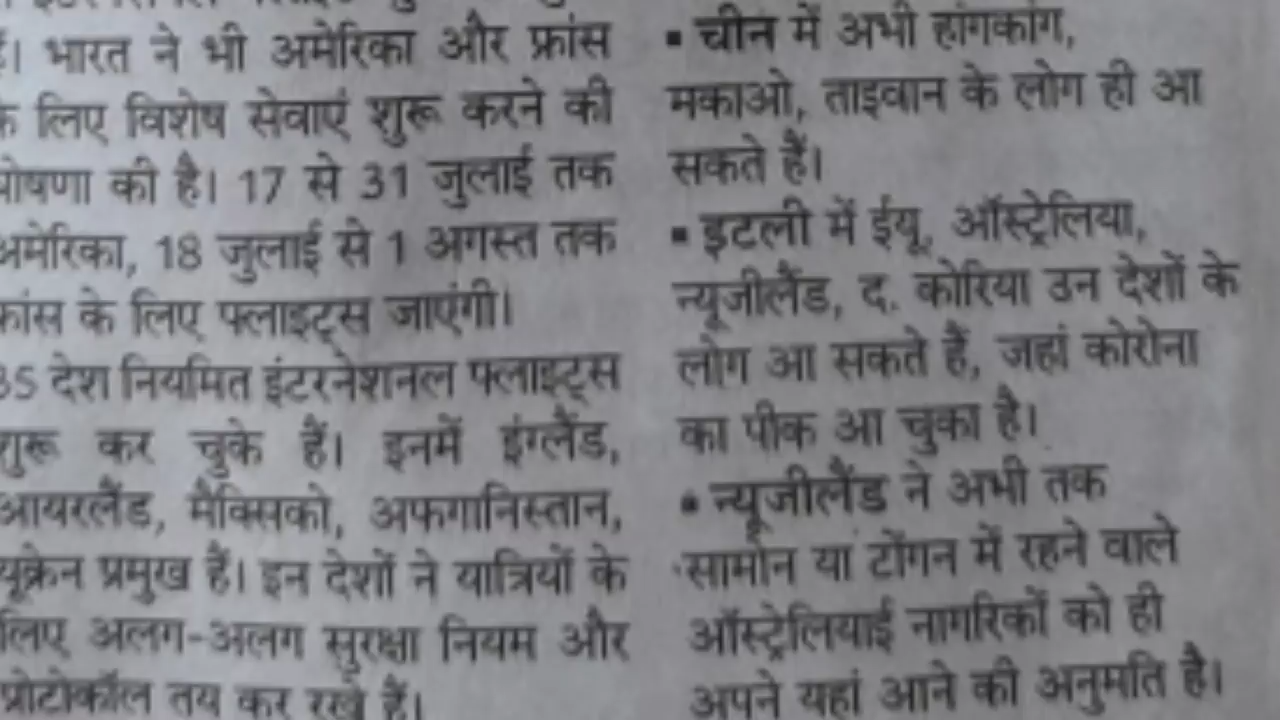 भारत ने भी अमेरिका और फ्रांस
लिए विशेष सेवाएं शुरू करने की
की है। 17 से 31 जुलाई तक
अमेरिका, 18 जुलाई से 1 अगस्त तक
के लिए फ्लाइट्स जाएंगी।
35 देश नियमित इंटरनेशनल फ्लाइट्स
शुरू कर चुके हैं। इनमें इंग्लैंड,
आयरलैंड, मैक्सिको, अफगानिस्तान,
यूक्रेन प्रमुख हैं। इन देशों ने यात्रियों के
लिए अलग-अलग सुरक्षा नियम और
प्रोटोकॉल तय कर रखे हैं।
▪ चीन में अभी हांगकांग,
मकाओ, ताइवान के लोग ही आ
सकते हैं।
▪ इटली में ईयू, ऑस्ट्रेलिया,
न्यूजीलैंड, द. कोरिया उन देशों के
लोग आ सकते हैं, जहां कोरोना
का पीक आ चुका है।
▪ न्यूजीलैंड ने अभी तक
सामोन या टोंगन में रहने वाले
ऑस्ट्रेलियाई नागरिकों को ही
अपने यहां आने की अनुमति है।